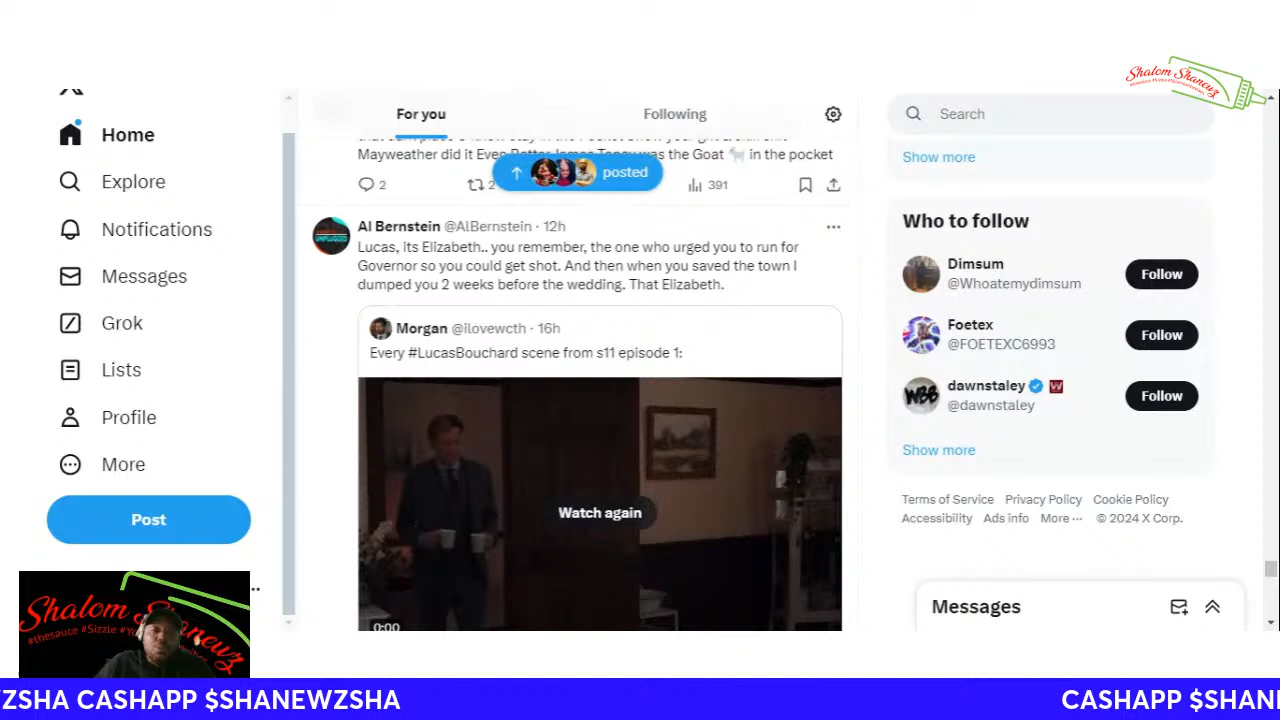 Shalom Shanewz
For you
Following
Search
Home
Explore
Notifications
Messages
Grok
Lists
Profile
More
Post
Mayweather did it Even Better James Toney was the Goat 🐐 in the pocket
posted
2
2
391
Al Bernstein @AlBernstein · 12h
Lucas, its Elizabeth.. you remember, the one who urged you to run for
Governor so you could get shot. And then when you saved the town I
dumped you 2 weeks before the wedding. That Elizabeth.
Morgan @ilovewcth · 16h
Every #LucasBouchard scene from s11 episode 1:
Watch again
0:00
Show more
Who to follow
Dimsum
@Whoatemydimsum
Follow
Foetex
@FOETEXC6993
Follow
dawnstaley
@dawnstaley
Follow
Show more
Terms of Service Privacy Policy Cookie Policy
Accessibility Ads info More ··· © 2024 X Corp.
Messages
Shalom
#thesauce #Sizzle
ZSHA CASHAPP $SHANEWZSHA
CASHAPP $SHAN